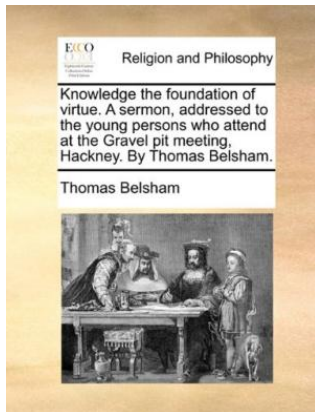 ECCO
Religion and Philosophy
Knowledge the foundation of
virtue. A sermon, addressed to
the young persons who attend
at the Gravel pit meeting,
Hackney. By Thomas Belsham.
Thomas Belsham